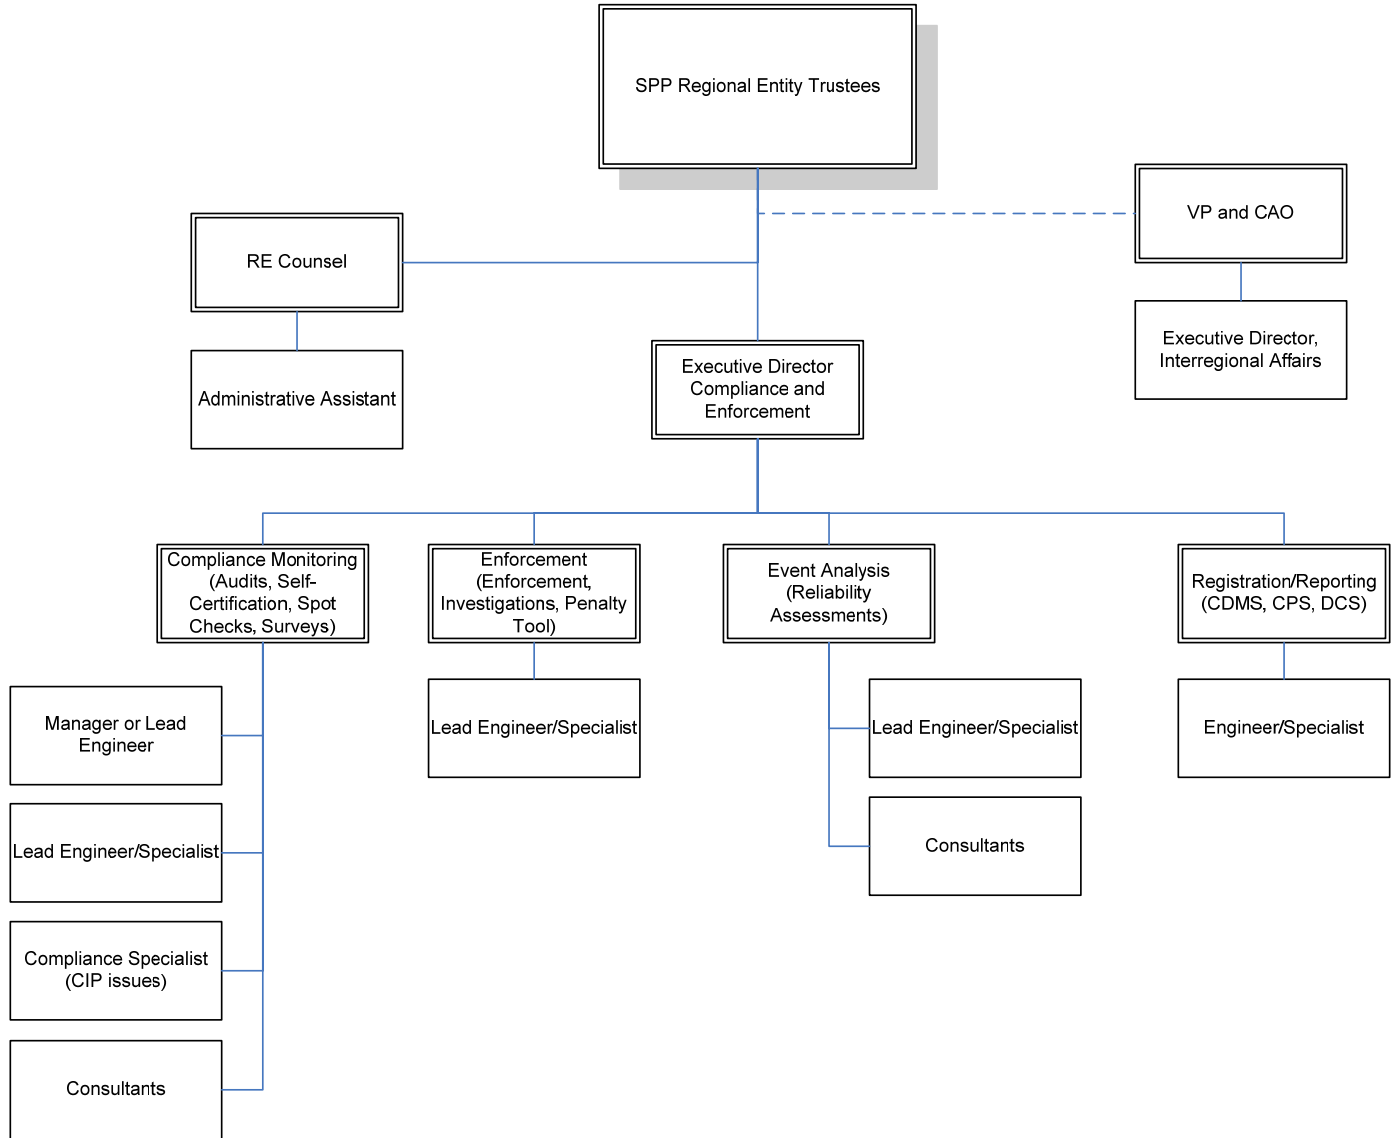 SPP Regional Entity Trustees
VP and CAO
RE Counsel
Executive Director,
Interregional Affairs
Executive Director
Compliance and
Enforcement
Administrative Assistant
Compliance Monitoring
(Audits, Self-
Certification, Spot
Checks, Surveys)
Enforcement
(Enforcement,
Investigations, Penalty
Tool)
Event Analysis
(Reliability
Assessments)
Registration/Reporting
(CDMS, CPS, DCS)
Manager or Lead
Engineer
Lead Engineer/Specialist
Compliance Specialist
(CIP issues)
Consultants
Lead Engineer/Specialist
Lead Engineer/Specialist
Consultants
Engineer/Specialist